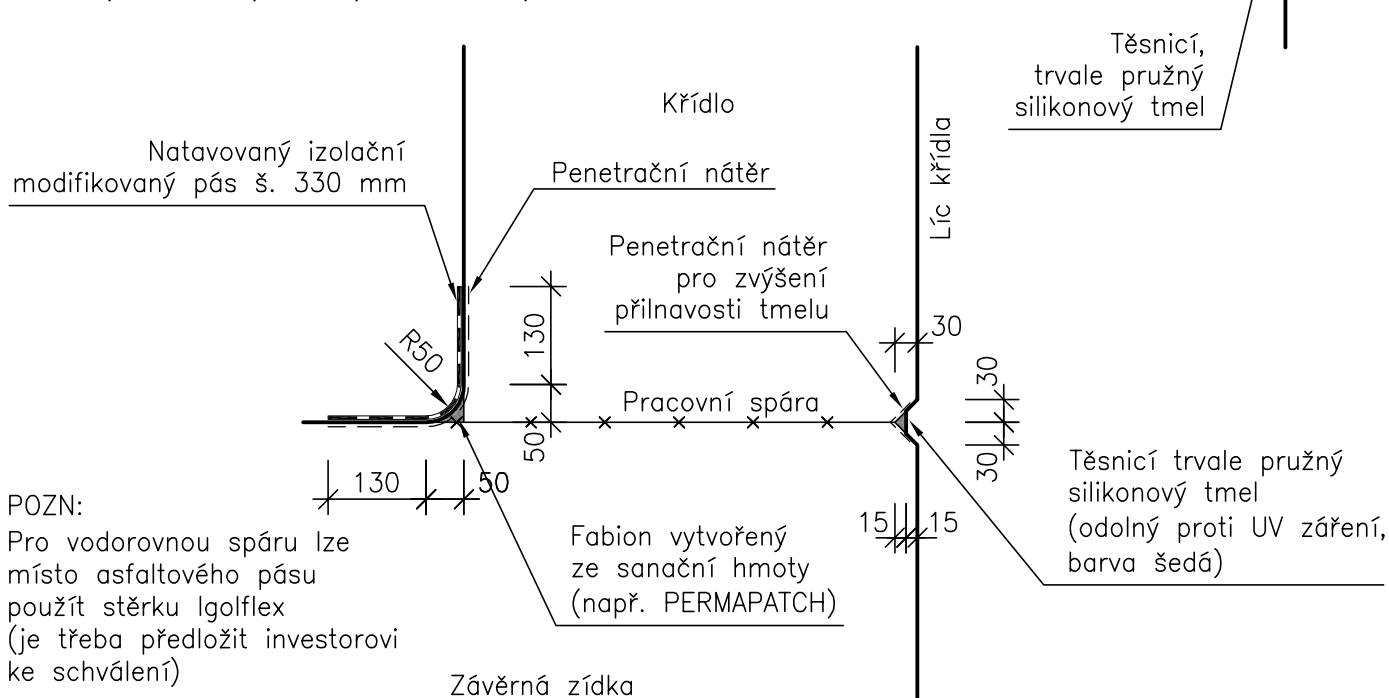 Těsnicí,
trvale pružný
silikonový tmel
Křídlo
Líc křídla
Natavovaný izolační
modifikovaný pás š. 330 mm
Penetrační nátěr
Penetrační nátěr
pro zvýšení
přilnavosti tmelu
30
R50
130
30
Pracovní spára
50
30
130
50
15
15
Těsnicí trvale pružný
silikonový tmel
(odolný proti UV záření,
barva šedá)
POZN:
Pro vodorovnou spáru lze
místo asfaltového pásu
použít stěrku Igolflex
(je třeba předložit investorovi
ke schválení)
Fabion vytvořený
ze sanační hmoty
(např. PERMAPATCH)
Závěrná zídka